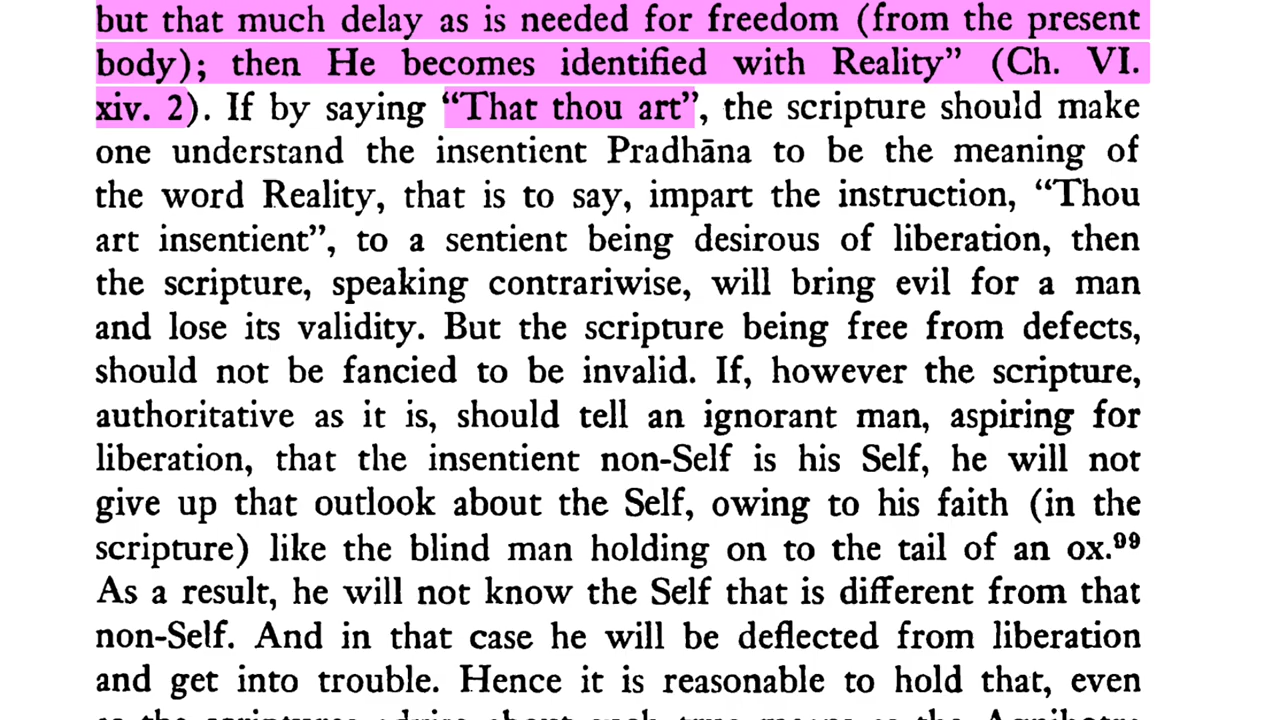 but that much delay as is needed for freedom (from the present
body); then He becomes identified with Reality” (Ch. VI.
xiv. 2). If by saying “That thou art”, the scripture should make
one understand the insentient Pradhāna to be the meaning of
the word Reality, that is to say, impart the instruction, “Thou
art insentient”, to a sentient being desirous of liberation, then
the scripture, speaking contrariwise, will bring evil for a man
and lose its validity. But the scripture being free from defects,
should not be fancied to be invalid. If, however the scripture,
authoritative as it is, should tell an ignorant man, aspiring for
liberation, that the insentient non-Self is his Self, he will not
give up that outlook about the Self, owing to his faith (in the
scripture) like the blind man holding on to the tail of an ox.⁹⁹
As a result, he will not know the Self that is different from that
non-Self. And in that case he will be deflected from liberation
and get into trouble. Hence it is reasonable to hold that, even